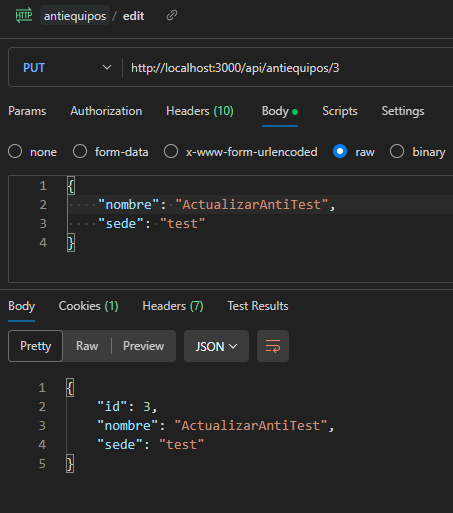 HTTP antiequipos / edit
PUT http://localhost:3000/api/antiequipos/3
Params Authorization Headers (10) Body Scripts Settings
none form-data x-www-form-urlencoded raw binary
1 {
2 "nombre": "ActualizarAntiTest",
3 "sede": "test"
4 }
Body Cookies (1) Headers (7) Test Results
Pretty Raw Preview JSON
1 {
2 "id": 3,
3 "nombre": "ActualizarAntiTest",
4 "sede": "test"
5 }